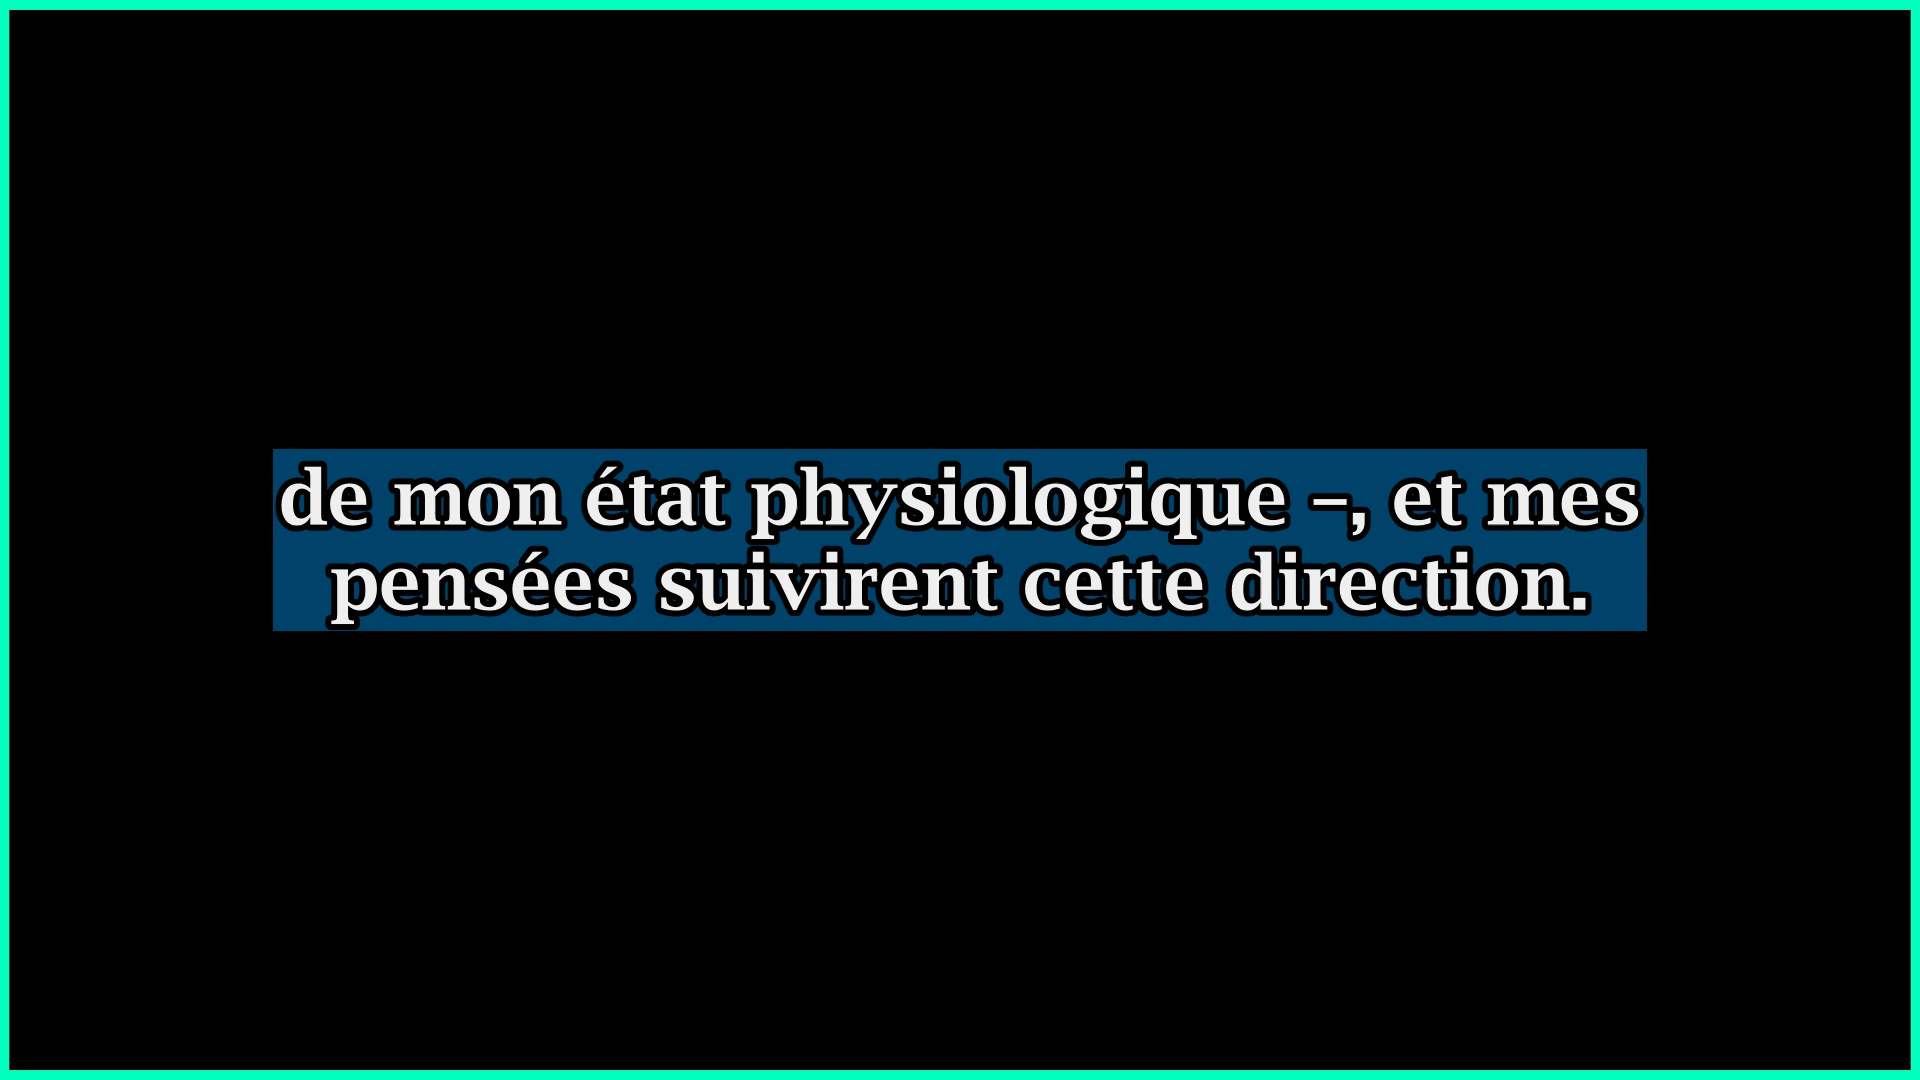 de mon état physiologique –, et mes
pensées suivirent cette direction.